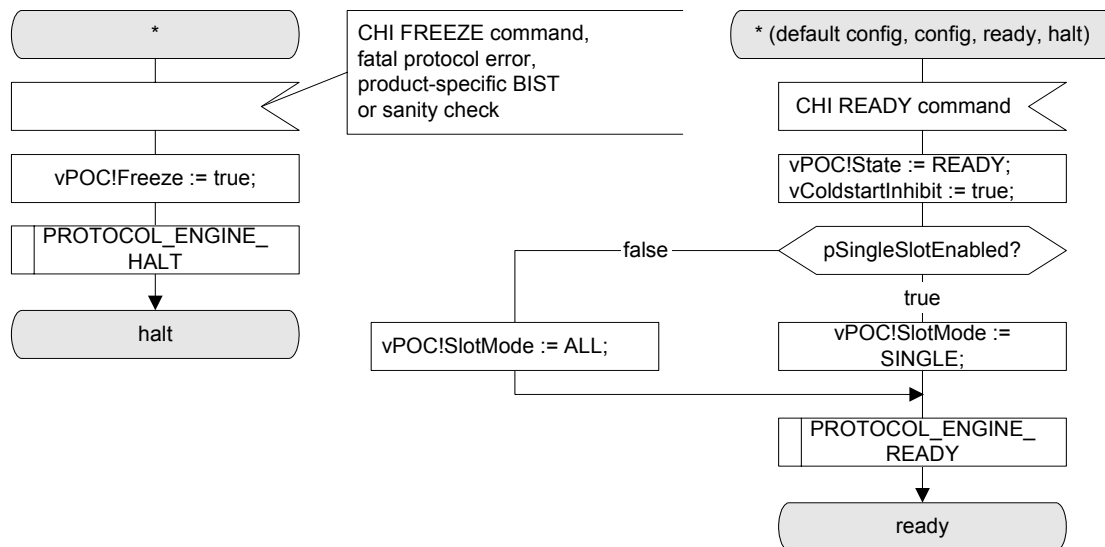 *
CHI FREEZE command,
fatal protocol error,
product-specific BIST
or sanity check
vPOC!Freeze := true;
PROTOCOL_ENGINE_
HALT
halt
* (default config, config, ready, halt)
CHI READY command
vPOC!State := READY;
vColdstartInhibit := true;
pSingleSlotEnabled?
false
true
vPOC!SlotMode := ALL;
vPOC!SlotMode :=
SINGLE;
PROTOCOL_ENGINE_
READY
ready